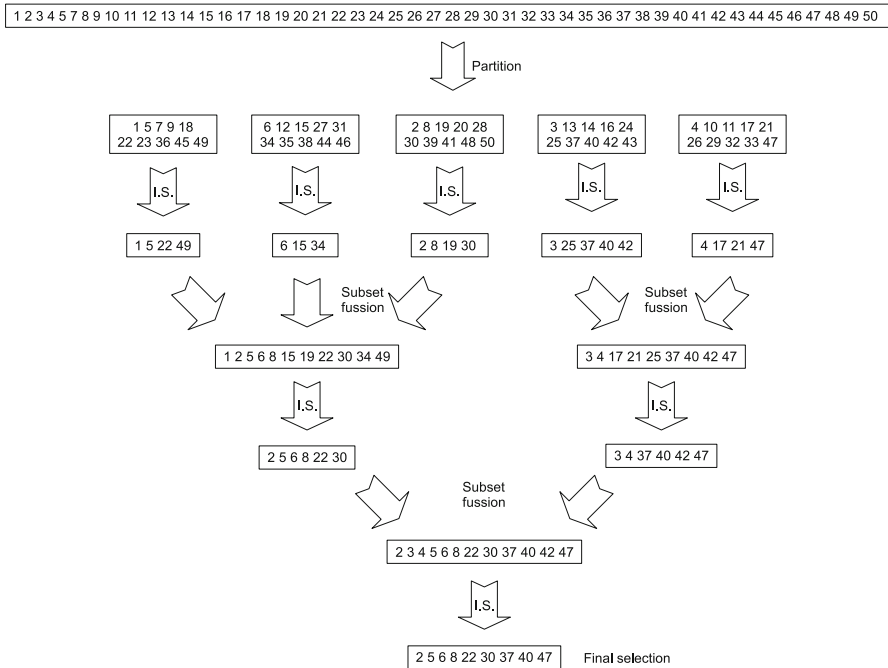 1 2 3 4 5 7 8 9 10 11 12 13 14 15 16 17 18 19 20 21 22 23 24 25 26 27 28 29 30 31 32 33 34 35 36 37 38 39 40 41 42 43 44 45 46 47 48 49 50
Partition
1 5 7 9 18
22 23 36 45 49
6 12 15 27 31
34 35 38 44 46
2 8 19 20 28
30 39 41 48 50
3 13 14 16 24
25 37 40 42 43
4 10 11 17 21
26 29 32 33 47
I.S.
I.S.
I.S.
I.S.
I.S.
1 5 22 49
6 15 34
2 8 19 30
3 25 37 40 42
4 17 21 47
Subset
fussion
Subset
fussion
1 2 5 6 8 15 19 22 30 34 49
3 4 17 21 25 37 40 42 47
I.S.
I.S.
2 5 6 8 22 30
3 4 37 40 42 47
Subset
fussion
2 3 4 5 6 8 22 30 37 40 42 47
I.S.
2 5 6 8 22 30 37 40 47
Final selection